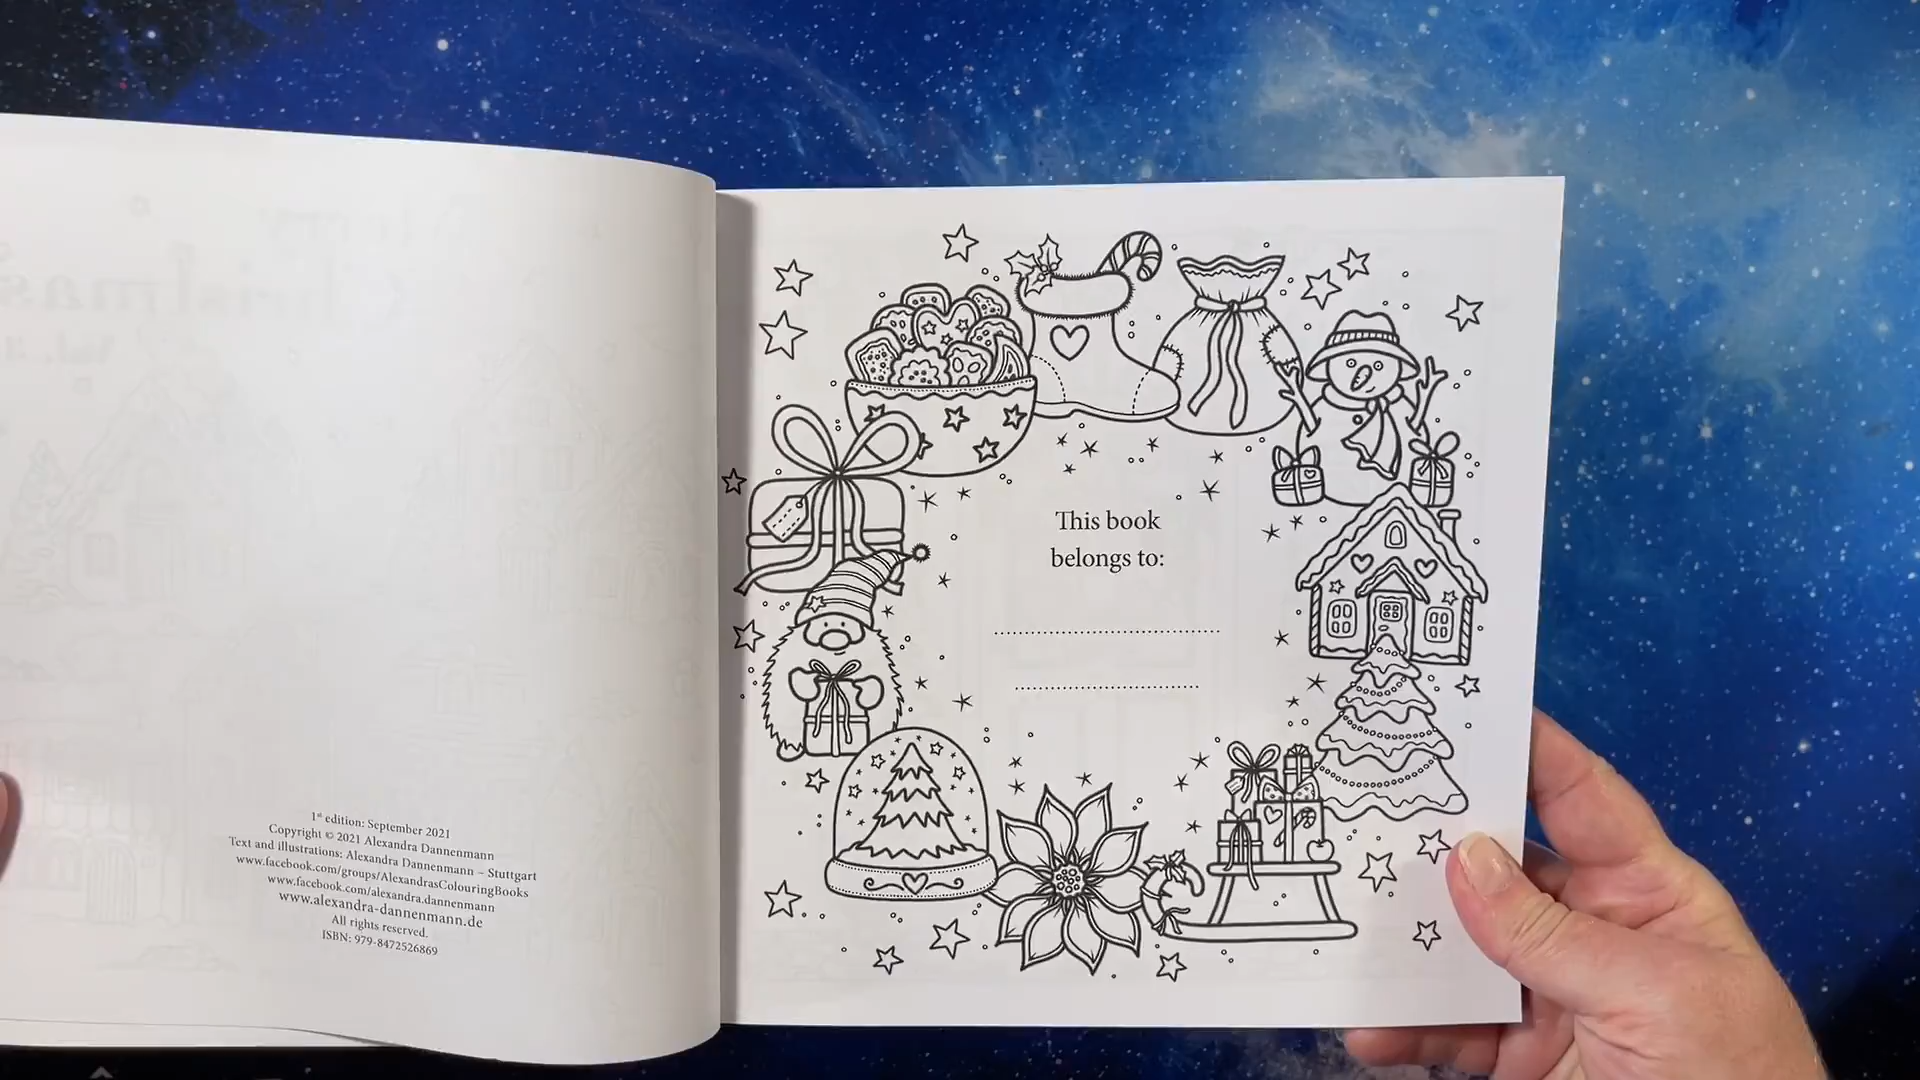 1st edition: September 2021
Copyright © 2021 Alexandra Dannenmann
Text and illustrations: Alexandra Dannenmann – Stuttgart
www.facebook.com/groups/AlexandrasColouringBooks
www.facebook.com/alexandra.dannenmann
www.alexandra-dannenmann.de
All rights reserved.
ISBN: 979-8472526869
This book
belongs to: